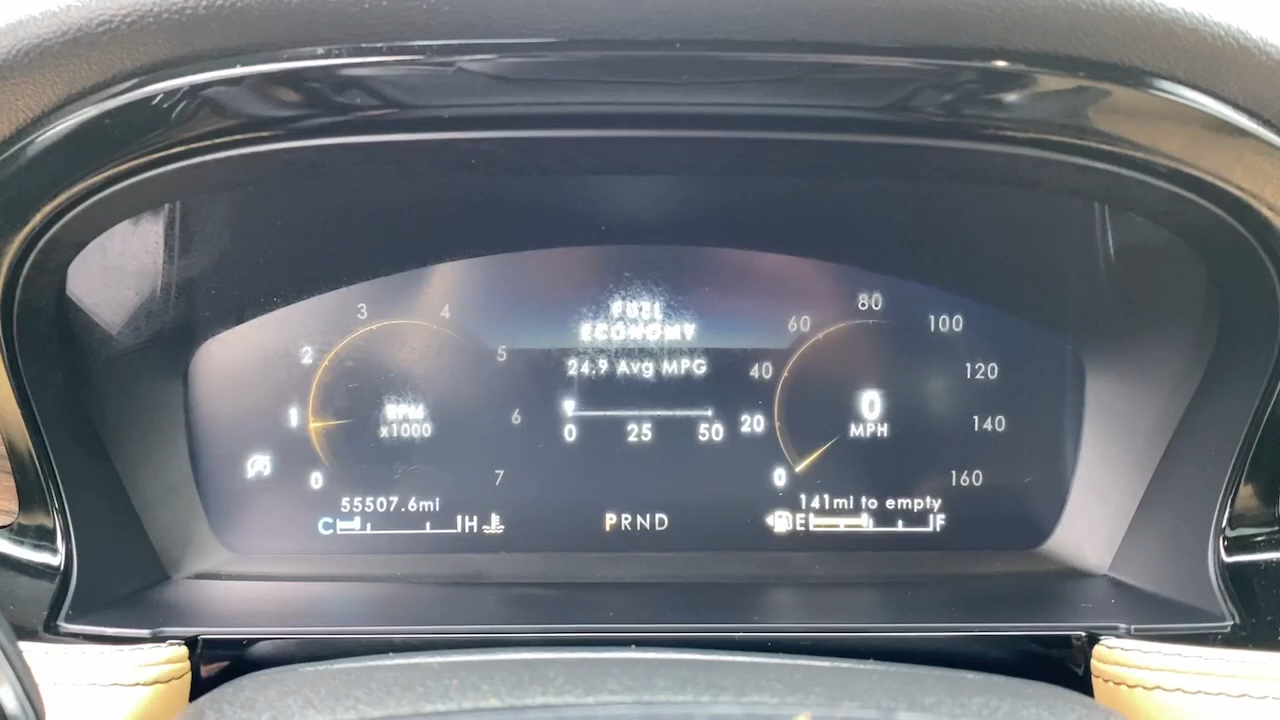 FUEL
ECONOMY
24.9 Avg MPG
0 25 50
0 1 2 3 4 5 6 7
RPM
x1000
0 20 40 60 80 100 120 140 160
0
MPH
55507.6mi
C H
PRND
141mi to empty
E F